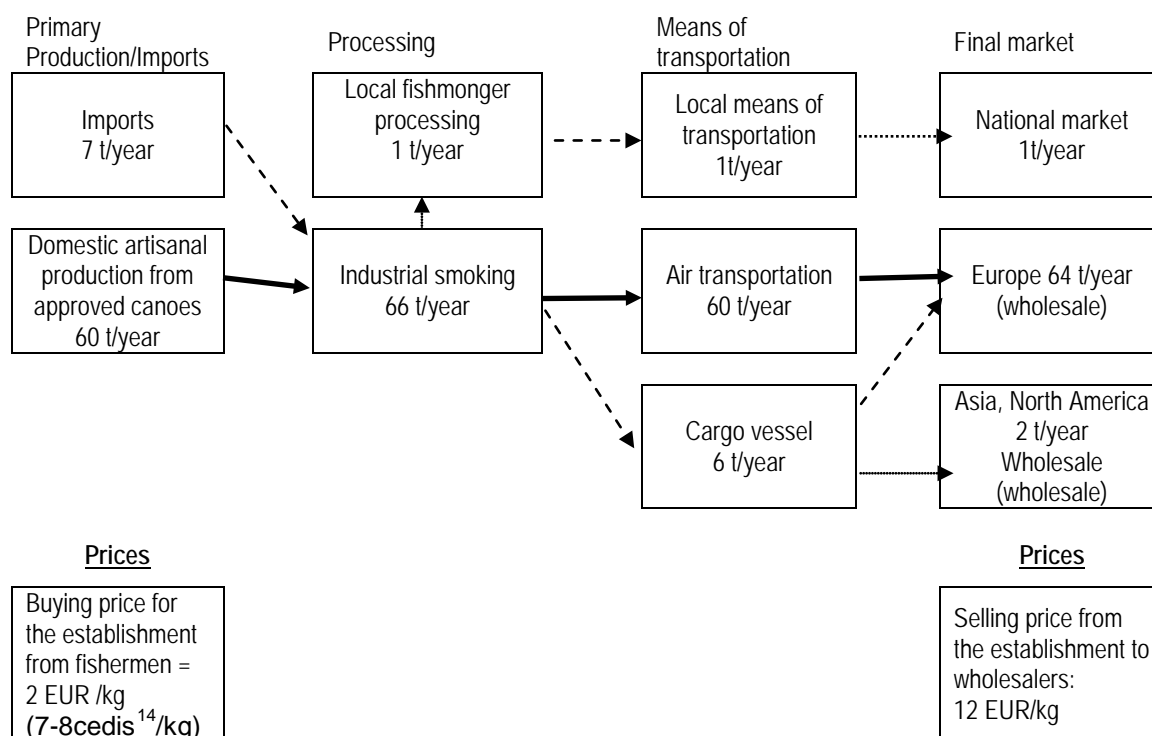 Primary
Production/Imports
Processing
Means of
transportation
Final market
Imports
7 t/year
Local fishmonger
processing
1 t/year
Local means of
transportation
1t/year
National market
1t/year
Domestic artisanal
production from
approved canoes
60 t/year
Industrial smoking
66 t/year
Air transportation
60 t/year
Europe 64 t/year
(wholesale)
Cargo vessel
6 t/year
Asia, North America
2 t/year
Wholesale
(wholesale)
Prices
Buying price for
the establishment
from fishermen =
2 EUR /kg
(7-8cedis14/kg)
Prices
Selling price from
the establishment to
wholesalers:
12 EUR/kg